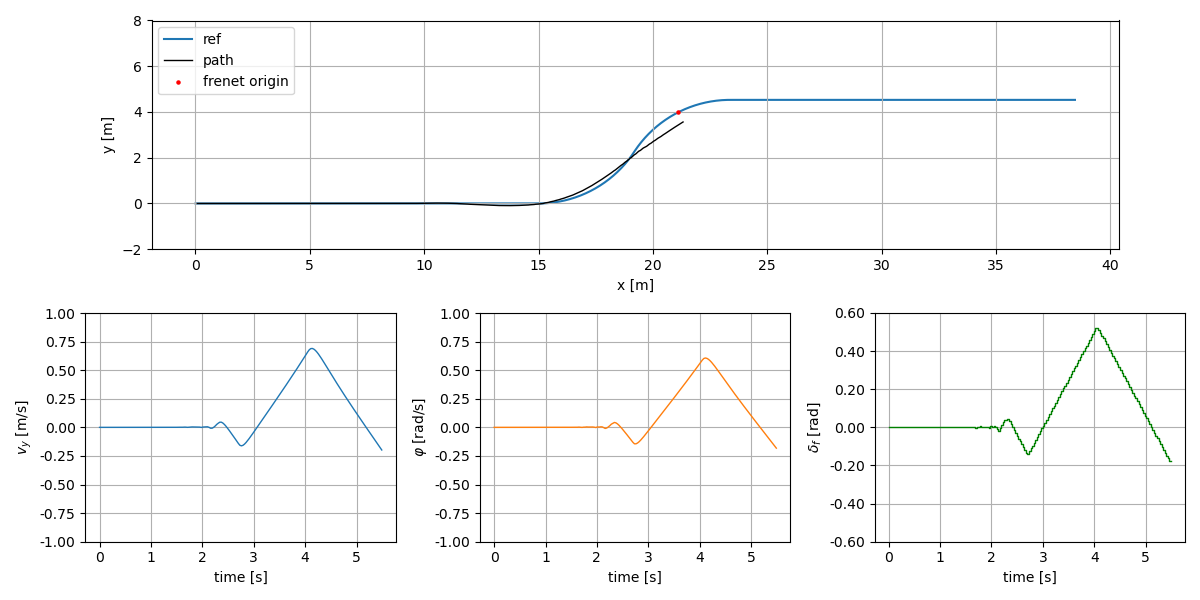 8
6
4
2
0
−2
y [m]
ref
path
frenet origin
0 5 10 15 20 25 30 35 40
x [m]
1.00
0.75
0.50
0.25
0.00
-0.25
-0.50
-0.75
-1.00
v_y [m/s]
0 1 2 3 4 5
time [s]
1.00
0.75
0.50
0.25
0.00
-0.25
-0.50
-0.75
-1.00
φ [rad/s]
0 1 2 3 4 5
time [s]
0.60
0.40
0.20
0.00
-0.20
-0.40
-0.60
δ_f [rad]
0 1 2 3 4 5
time [s]